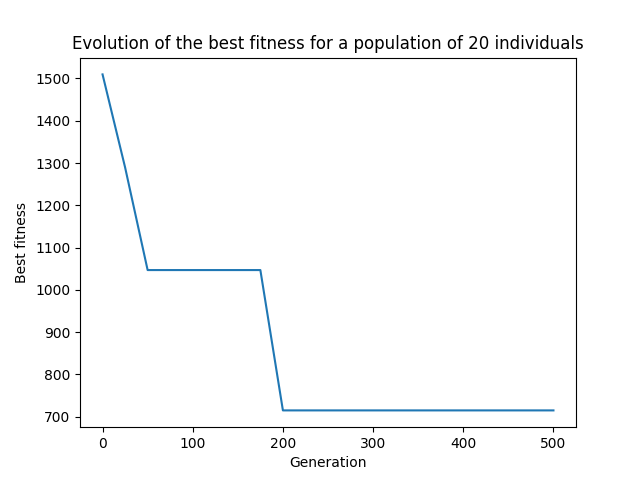 Evolution of the best fitness for a population of 20 individuals
1500
1400
1300
1200
1100
1000
900
800
700
Best fitness
0 100 200 300 400 500
Generation